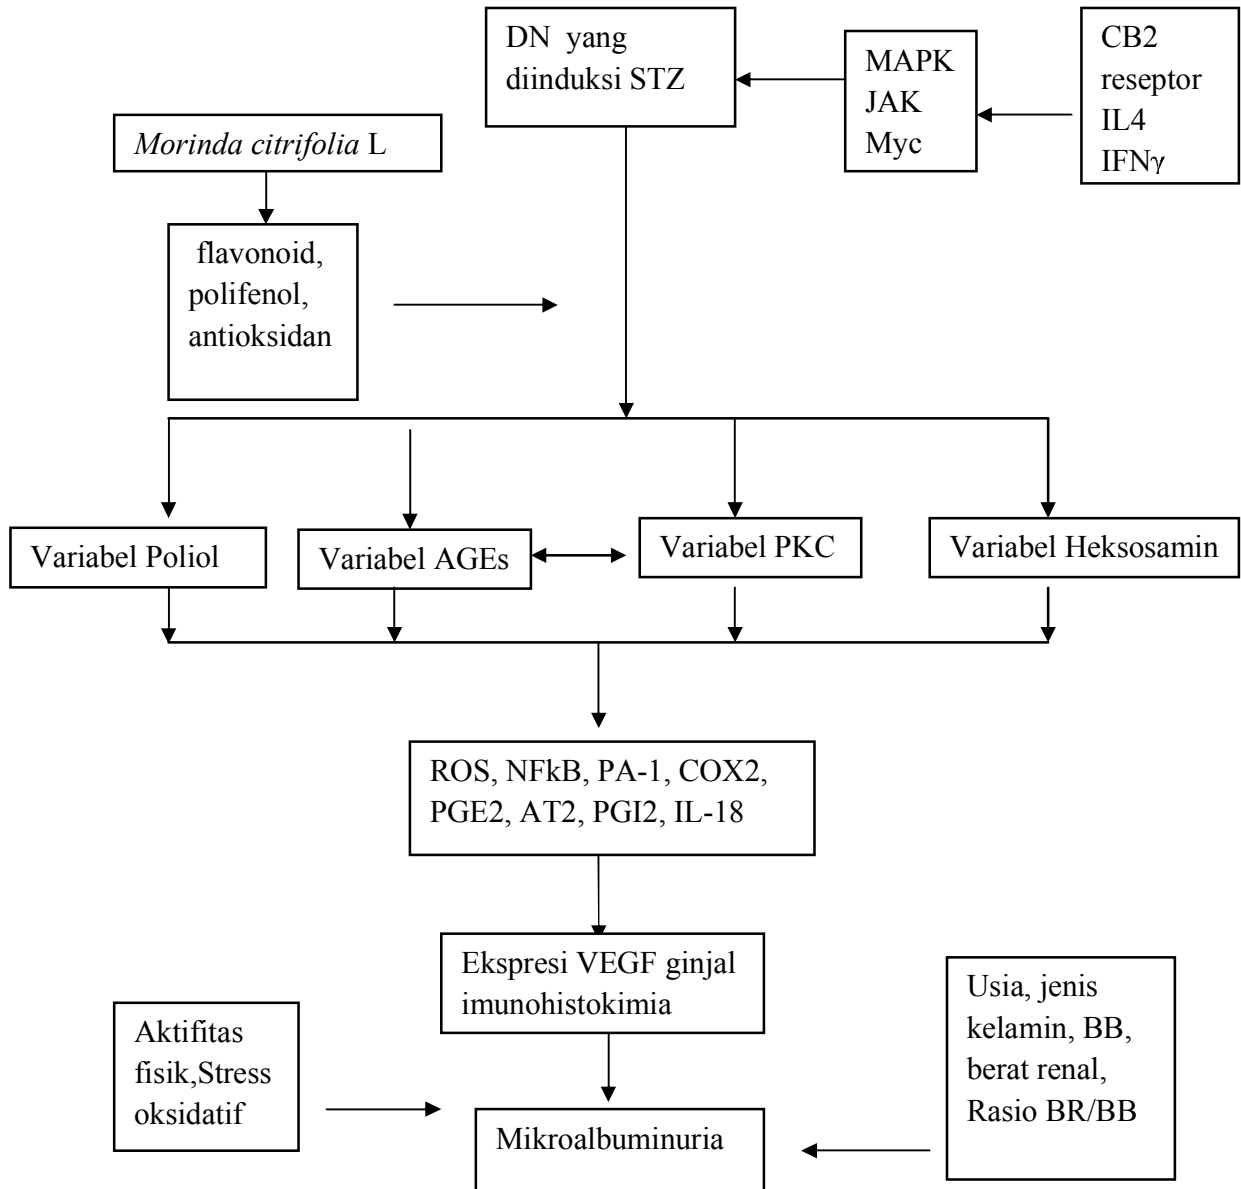 DN yang
diinduksi STZ
MAPK
JAK
Myc
CB2
reseptor
IL4
IFNγ
Morinda citrifolia L
flavonoid,
polifenol,
antioksidan
Variabel Poliol
Variabel AGEs
Variabel PKC
Variabel Heksosamin
ROS, NFkB, PA-1, COX2,
PGE2, AT2, PGI2, IL-18
Ekspresi VEGF ginjal
imunohistokimia
Aktifitas
fisik,Stress
oksidatif
Usia, jenis
kelamin, BB,
berat renal,
Rasio BR/BB
Mikroalbuminuria